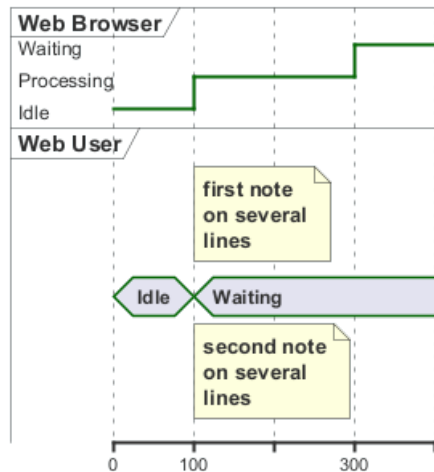 Web Browser
Waiting
Processing
Idle
Web User
first note
on several
lines
Idle
Waiting
second note
on several
lines
0 100 300